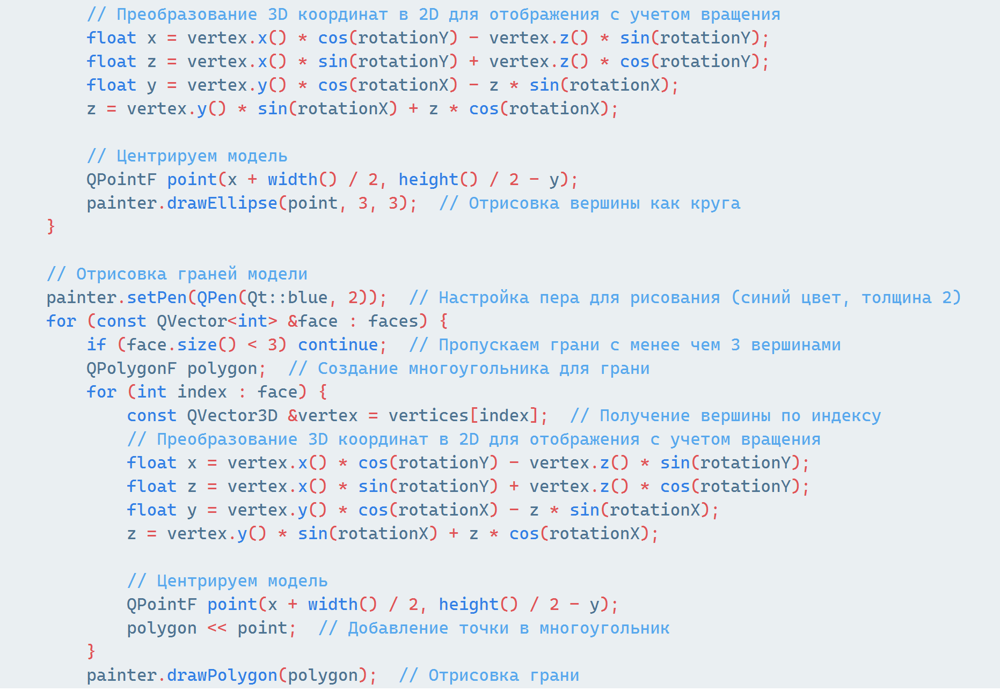 // Преобразование 3D координат в 2D для отображения с учетом вращения
float x = vertex.x() * cos(rotationY) - vertex.z() * sin(rotationY);
float z = vertex.x() * sin(rotationY) + vertex.z() * cos(rotationY);
float y = vertex.y() * cos(rotationX) - z * sin(rotationX);
z = vertex.y() * sin(rotationX) + z * cos(rotationX);
// Центрируем модель
QPointF point(x + width() / 2, height() / 2 - y);
painter.drawEllipse(point, 3, 3);  // Отрисовка вершины как круга
}
// Отрисовка граней модели
painter.setPen(QPen(Qt::blue, 2));  // Настройка пера для рисования (синий цвет, толщина 2)
for (const QVector<int> &face : faces) {
if (face.size() < 3) continue;  // Пропускаем грани с менее чем 3 вершинами
QPolygonF polygon;  // Создание многоугольника для грани
for (int index : face) {
const QVector3D &vertex = vertices[index];  // Получение вершины по индексу
// Преобразование 3D координат в 2D для отображения с учетом вращения
float x = vertex.x() * cos(rotationY) - vertex.z() * sin(rotationY);
float z = vertex.x() * sin(rotationY) + vertex.z() * cos(rotationY);
float y = vertex.y() * cos(rotationX) - z * sin(rotationX);
z = vertex.y() * sin(rotationX) + z * cos(rotationX);
// Центрируем модель
QPointF point(x + width() / 2, height() / 2 - y);
polygon << point;  // Добавление точки в многоугольник
}
painter.drawPolygon(polygon);  // Отрисовка грани